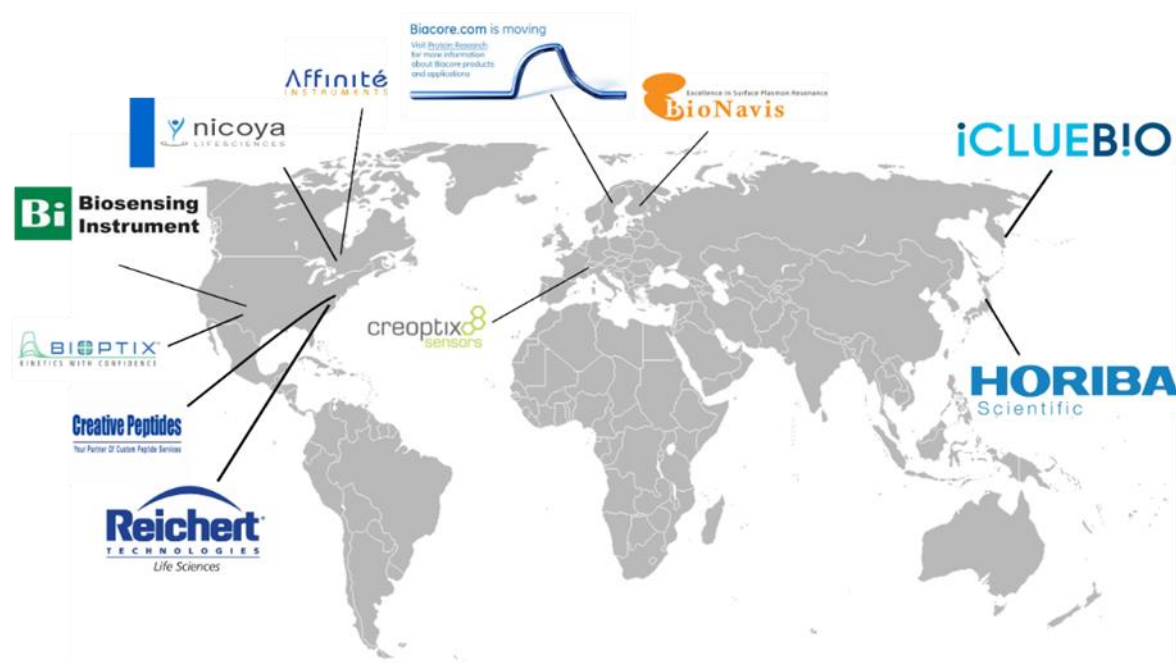 Biacore.com is moving
Visit Protein Research
for more information
about Biacore products
and applications
Affinité
INSTRUMENTS
Excellence in Surface Plasmon Resonance
BioNavis
nicoya
LIFESCIENCES
iCLUEB!O
Bi Biosensing
Instrument
creoptix
sensors
BIOPTIX
KINETICS WITH CONFIDENCE
HORIBA
Scientific
Creative Peptides
Your Partner Of Custom Peptide Services
Reichert
TECHNOLOGIES
Life Sciences